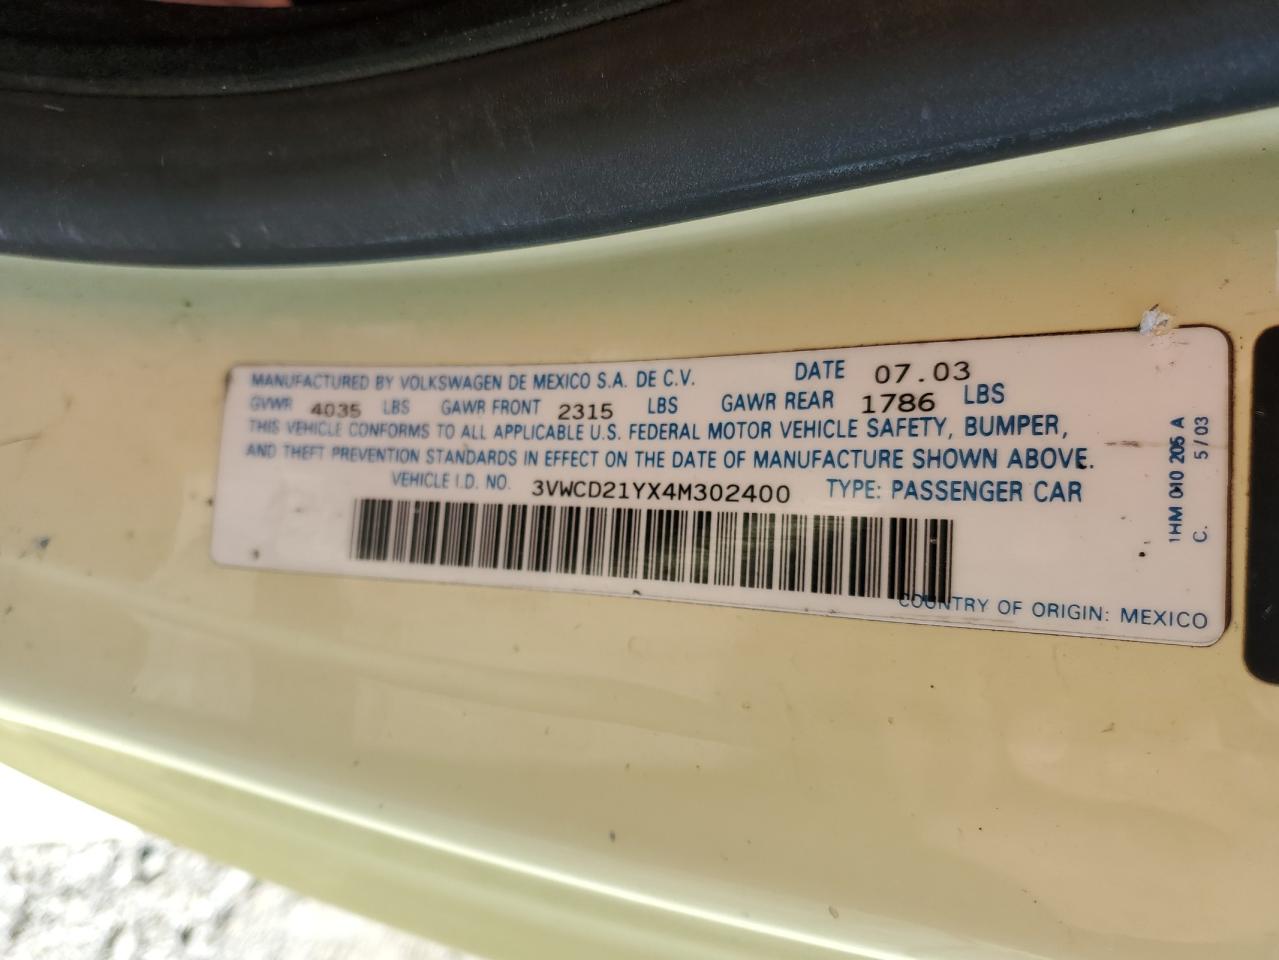 MANUFACTURED BY VOLKSWAGEN DE MEXICO S.A. DE C.V. DATE 07.03
GVWR 4035 LBS GAWR FRONT 2315 LBS GAWR REAR 1786 LBS
THIS VEHICLE CONFORMS TO ALL APPLICABLE U.S. FEDERAL MOTOR VEHICLE SAFETY, BUMPER,
AND THEFT PREVENTION STANDARDS IN EFFECT ON THE DATE OF MANUFACTURE SHOWN ABOVE.
VEHICLE I.D. NO. 3VWCD21YX4M302400 TYPE: PASSENGER CAR
COUNTRY OF ORIGIN: MEXICO
1HM 010 205 A
C. 5/03